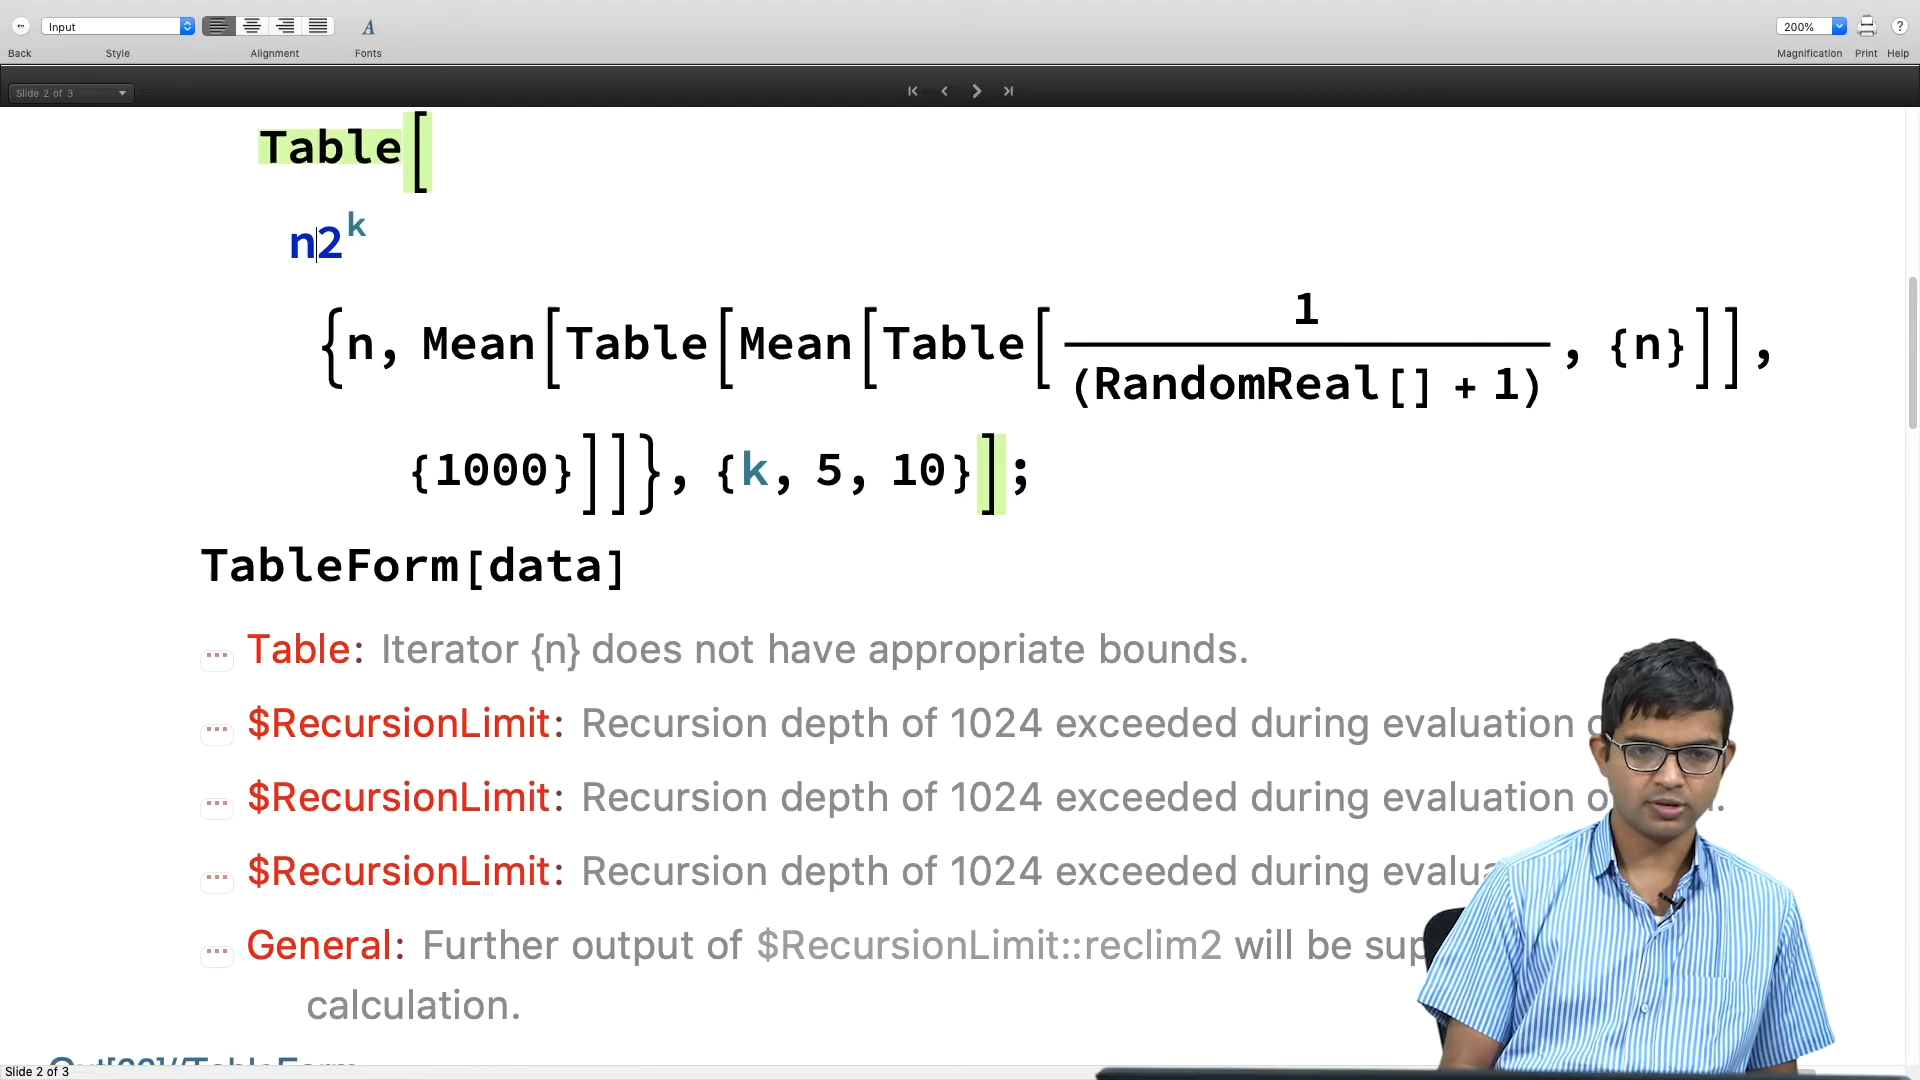 Input
200%
Back Style Alignment Fonts Magnification Print Help
Slide 2 of 3
Table[
n2^k
{n, Mean[Table[Mean[Table[1/(RandomReal[] + 1), {n}]],
{1000}]]}, {k, 5, 10}];
TableForm[data]
Table: Iterator {n} does not have appropriate bounds.
$RecursionLimit: Recursion depth of 1024 exceeded during evaluation
$RecursionLimit: Recursion depth of 1024 exceeded during evaluation
$RecursionLimit: Recursion depth of 1024 exceeded during
General: Further output of $RecursionLimit::reclim2 will be
calculation.
Slide 2 of 3